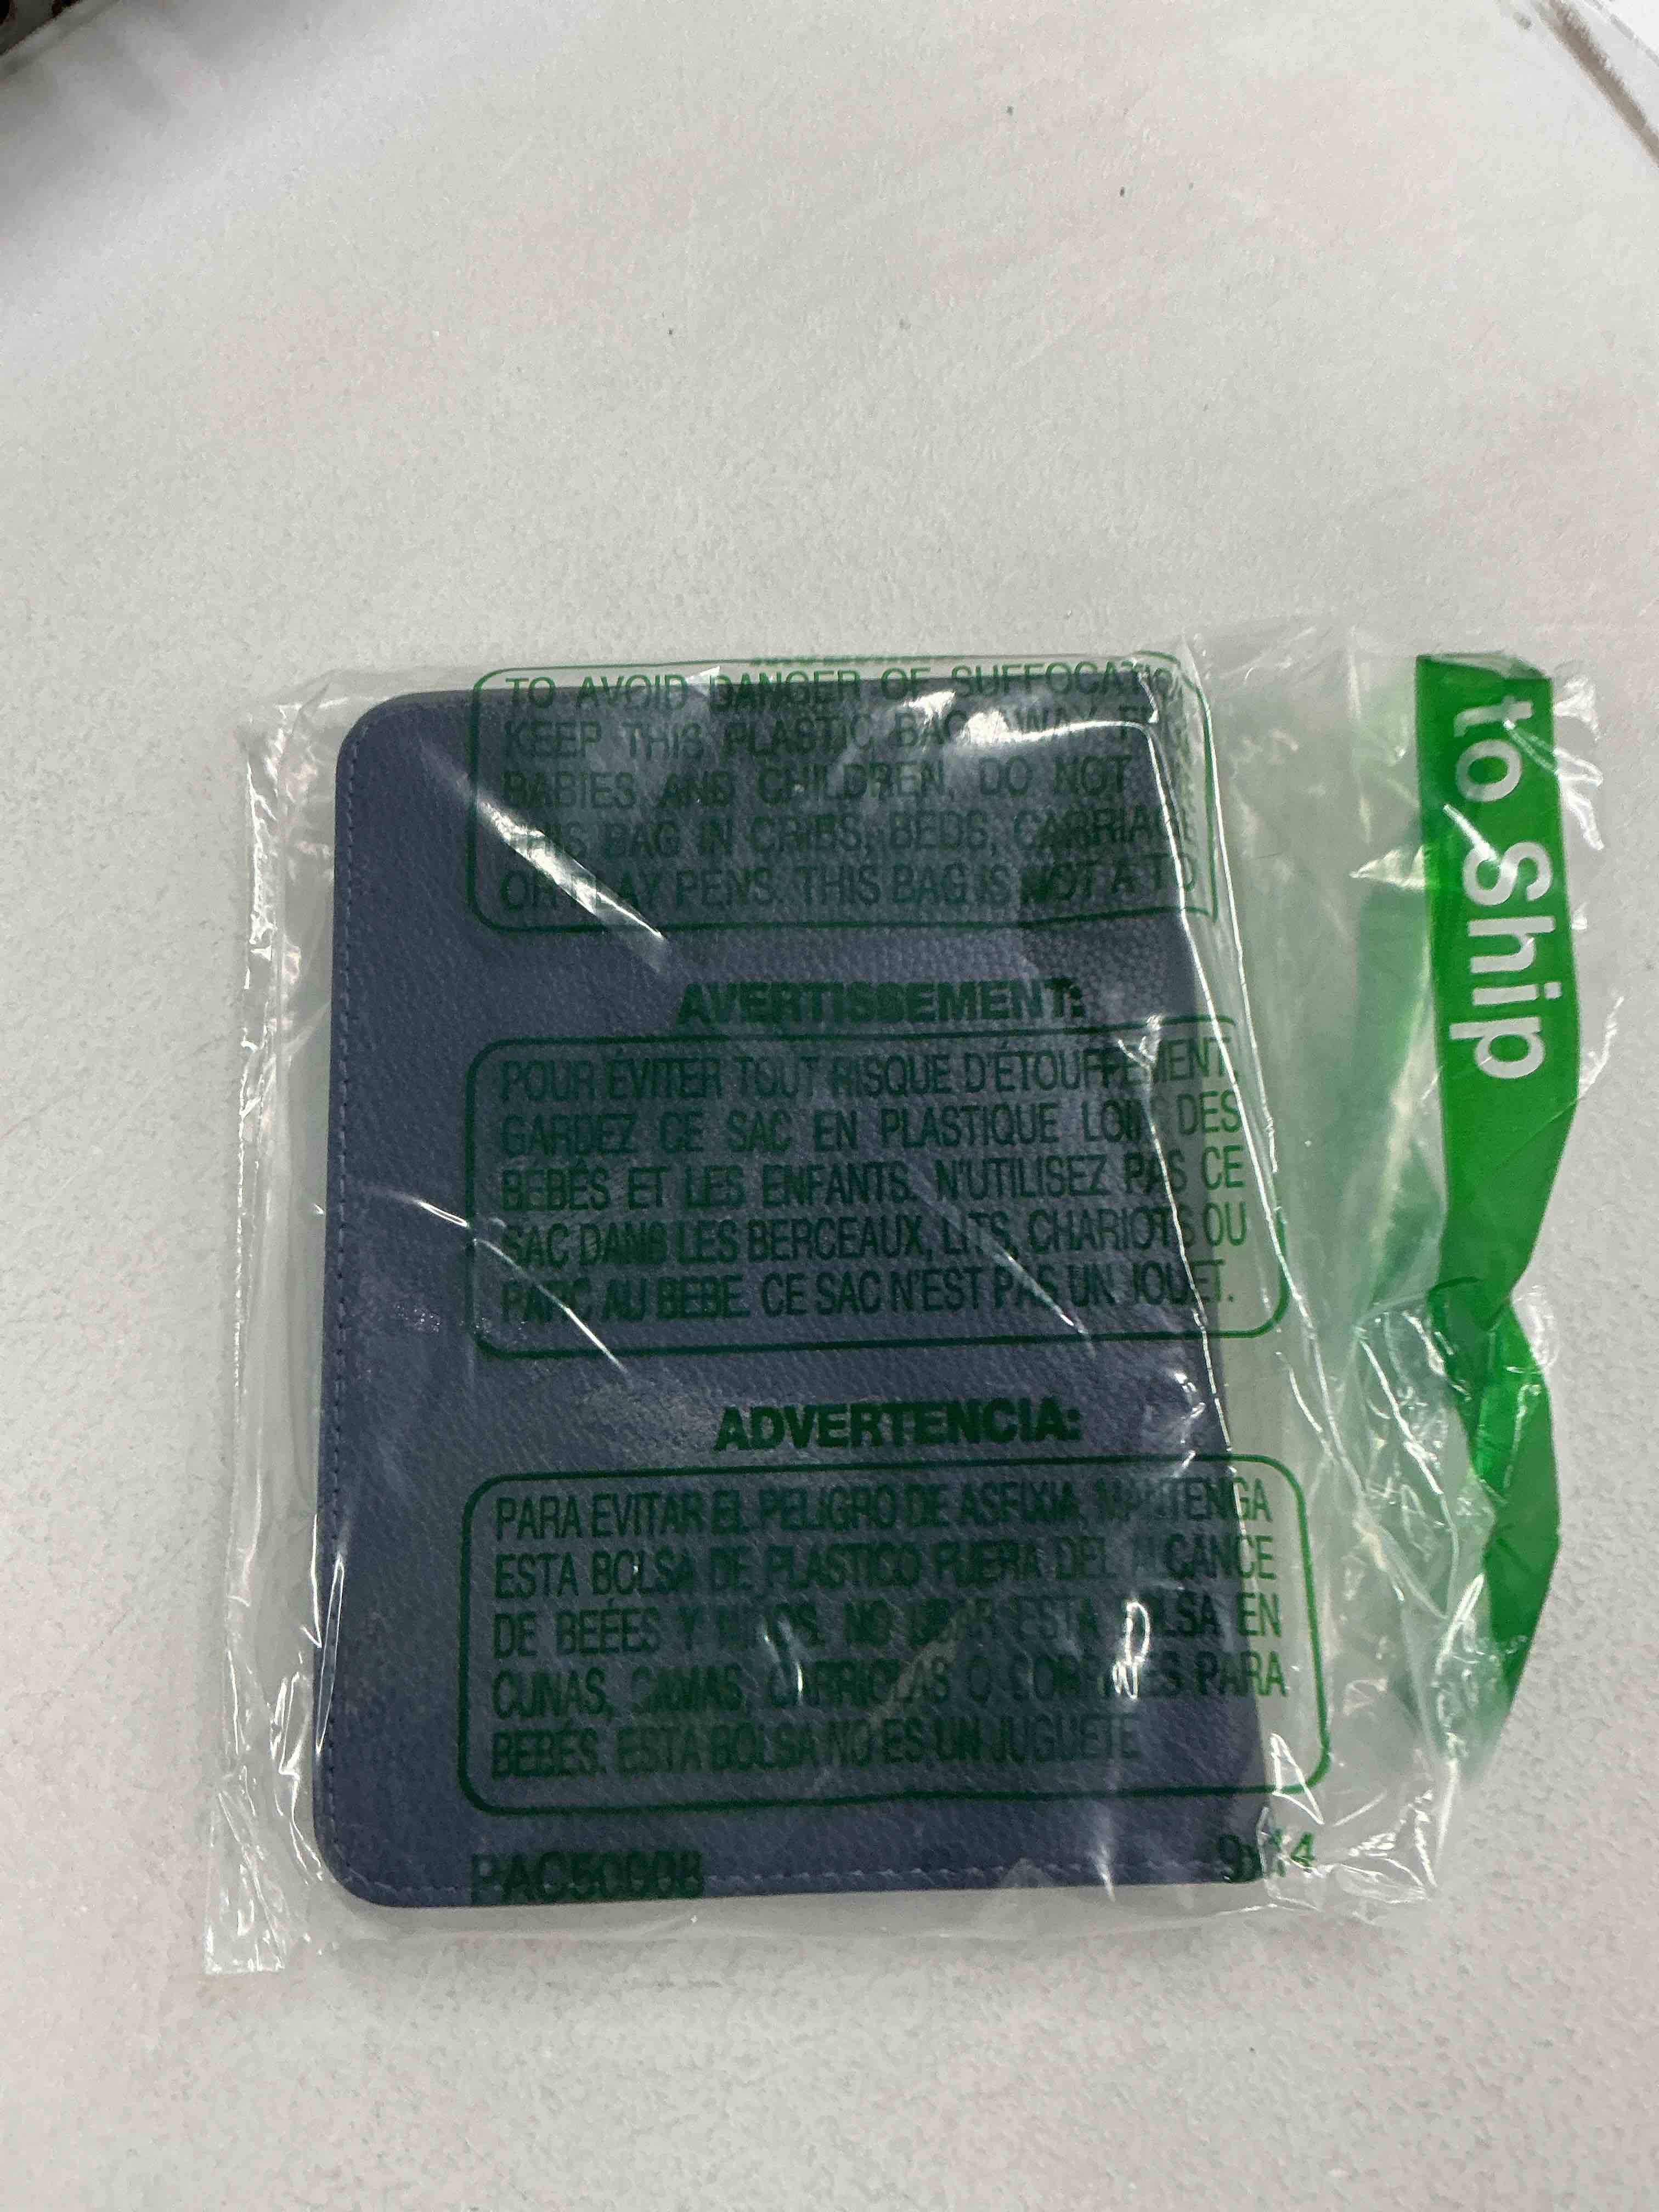 TO AVOID DANGER OF SUFFOCATIO
KEEP THIS PLASTIC BAG AWAY
BABIES AND CHILDREN. DO NOT
THIS BAG IN CRIBS, BEDS, CARRIAG
OR PLAY PENS. THIS BAG IS NOT A TO
AVERTISSEMENT:
POUR ÉVITER TOUT RISQUE D'ÉTOUFFEMENT,
GARDEZ CE SAC EN PLASTIQUE LOIN DES
BÉBÉS ET LES ENFANTS. N'UTILISEZ PAS CE
SAC DANS LES BERCEAUX, LITS, CHARIOTS OU
PARC AU BEBE. CE SAC N'EST PAS UN JOUET.
ADVERTENCIA:
PARA EVITAR EL PELIGRO DE ASFIXIA, MANTENGA
ESTA BOLSA DE PLASTICO FUERA DEL ALCANCE
DE BEÉES Y NIÑOS. NO USAR ESTA BOLSA EN
CUNAS, CAMAS, CARRIOLAS O PARA
BEBÉS. ESTA BOLSA NO ES UN JUGUETE
9x14
to Ship